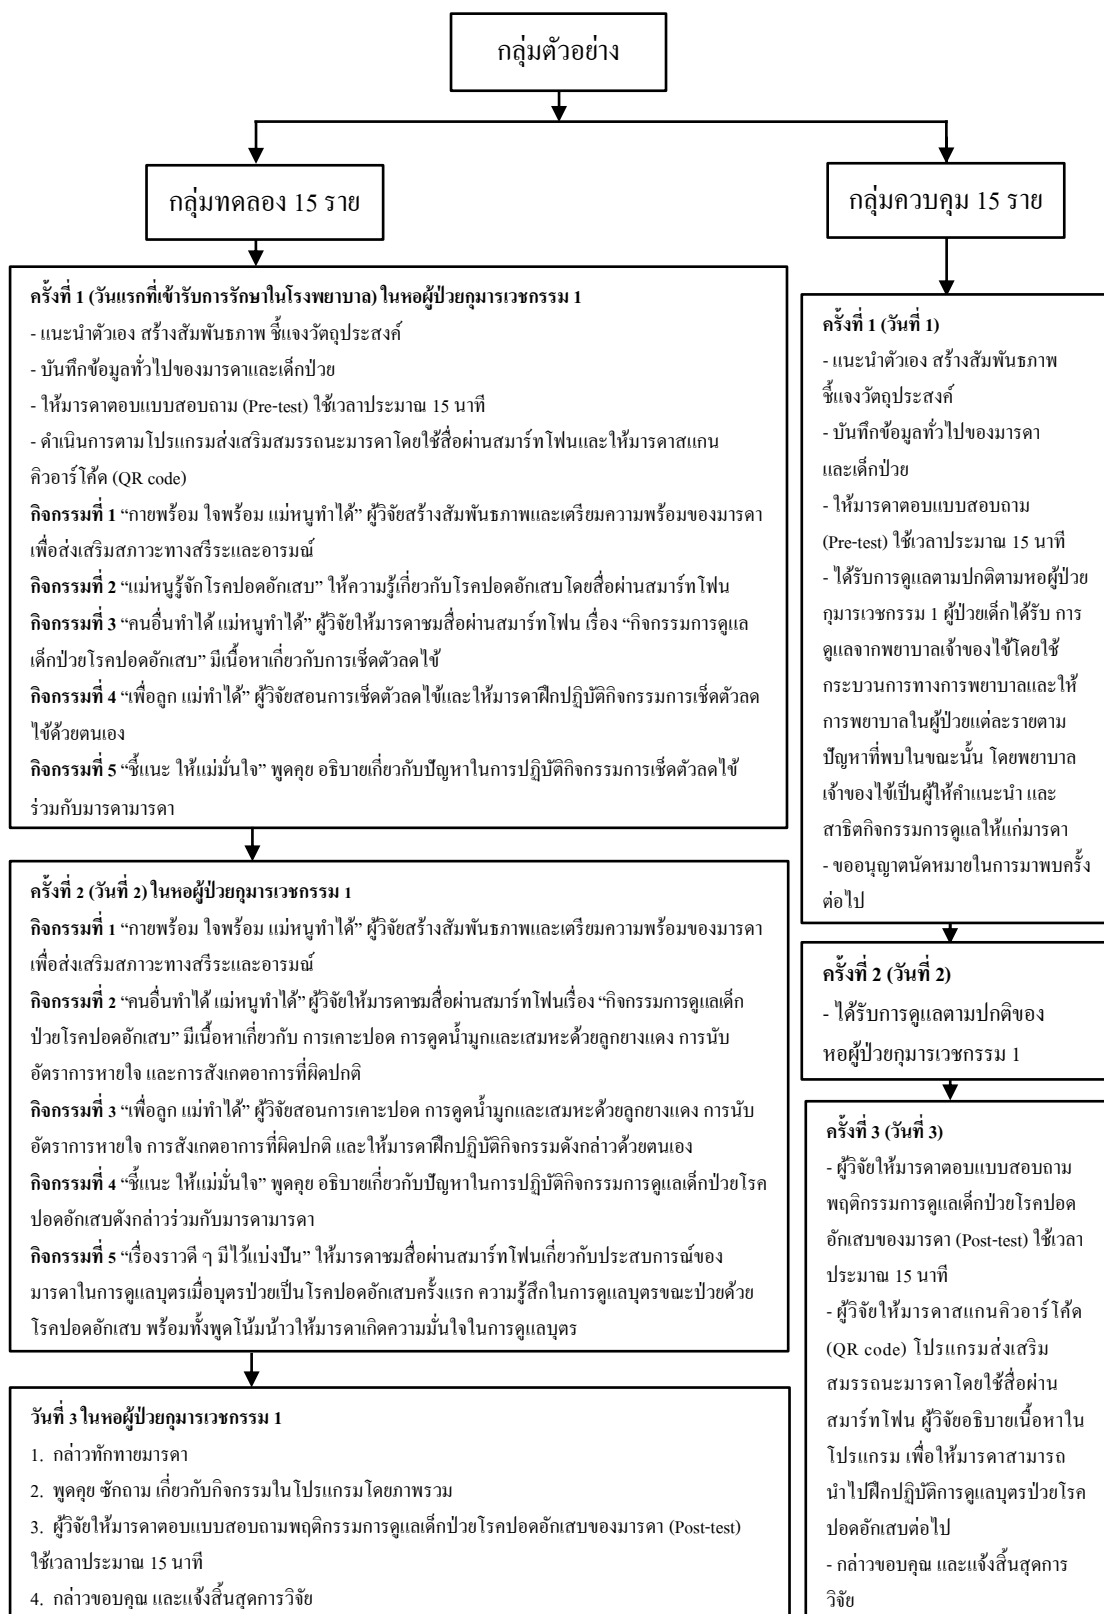 กลุ่มตัวอย่าง
กลุ่มทดลอง 15 ราย
ครั้งที่ 1 (วันแรกที่เข้ารับการรักษาในโรงพยาบาล) ในหอผู้ป่วยกุมารเวชกรรม 1
- แนะนำตัวเอง สร้างสัมพันธภาพ ชี้แจงวัตถุประสงค์
- บันทึกข้อมูลทั่วไปของมารดาและเด็กป่วย
- ให้มารดาตอบแบบสอบถาม (Pre-test) ใช้เวลาประมาณ 15 นาที
- ดำเนินการตามโปรแกรมส่งเสริมสมรรถนะมารดาโดยใช้สื่อผ่านสมาร์ทโฟนและให้มารดาสแกน
คิวอาร์โค้ด (QR code)
กิจกรรมที่ 1 “กายพร้อม ใจพร้อม แม่หนูทำได้” ผู้วิจัยสร้างสัมพันธภาพและเตรียมความพร้อมของมารดา
เพื่อส่งเสริมสภาวะทางสรีระและอารมณ์
กิจกรรมที่ 2 “แม่หนูรู้จักโรคปอดอักเสบ” ให้ความรู้เกี่ยวกับโรคปอดอักเสบโดยสื่อผ่านสมาร์ทโฟน
กิจกรรมที่ 3 “คนอื่นทำได้ แม่หนูทำได้” ผู้วิจัยให้มารดาชมสื่อผ่านสมาร์ทโฟน เรื่อง “กิจกรรมการดูแล
เด็กป่วยโรคปอดอักเสบ” มีเนื้อหาเกี่ยวกับการเช็ดตัวลดไข้
กิจกรรมที่ 4 “เพื่อลูก แม่ทำได้” ผู้วิจัยสอนการเช็ดตัวลดไข้และให้มารดาฝึกปฏิบัติกิจกรรมการเช็ดตัวลด
ไข้ด้วยตนเอง
กิจกรรมที่ 5 “ชี้แนะ ให้แม่มั่นใจ” พูดคุย อธิบายเกี่ยวกับปัญหาในการปฏิบัติกิจกรรมการเช็ดตัวลดไข้
ร่วมกับมารดามารดา
ครั้งที่ 2 (วันที่ 2) ในหอผู้ป่วยกุมารเวชกรรม 1
กิจกรรมที่ 1 “กายพร้อม ใจพร้อม แม่หนูทำได้” ผู้วิจัยสร้างสัมพันธภาพและเตรียมความพร้อมของมารดา
เพื่อส่งเสริมสภาวะทางสรีระและอารมณ์
กิจกรรมที่ 2 “คนอื่นทำได้ แม่หนูทำได้” ผู้วิจัยให้มารดาชมสื่อผ่านสมาร์ทโฟนเรื่อง “กิจกรรมการดูแลเด็ก
ป่วยโรคปอดอักเสบ” มีเนื้อหาเกี่ยวกับ การเคาะปอด การดูดน้ำมูกและเสมหะด้วยลูกยางแดง การนับ
อัตราการหายใจ และการสังเกตอาการที่ผิดปกติ
กิจกรรมที่ 3 “เพื่อลูก แม่ทำได้” ผู้วิจัยสอนการเคาะปอด การดูดน้ำมูกและเสมหะด้วยลูกยางแดง การนับ
อัตราการหายใจ การสังเกตอาการที่ผิดปกติ และให้มารดาฝึกปฏิบัติกิจกรรมดังกล่าวด้วยตนเอง
กิจกรรมที่ 4 “ชี้แนะ ให้แม่มั่นใจ” พูดคุย อธิบายเกี่ยวกับปัญหาในการปฏิบัติกิจกรรมการดูแลเด็กป่วยโรค
ปอดอักเสบดังกล่าวร่วมกับมารดามารดา
กิจกรรมที่ 5 “เรื่องราวดี ๆ มีไว้แบ่งปัน” ให้มารดาชมสื่อผ่านสมาร์ทโฟนเกี่ยวกับประสบการณ์ของ
มารดาในการดูแลบุตรเมื่อบุตรป่วยเป็นโรคปอดอักเสบครั้งแรก ความรู้สึกในการดูแลบุตรขณะป่วยด้วย
โรคปอดอักเสบ พร้อมทั้งพูดโน้มน้าวให้มารดาเกิดความมั่นใจในการดูแลบุตร
วันที่ 3 ในหอผู้ป่วยกุมารเวชกรรม 1
1. กล่าวทักทายมารดา
2. พูดคุย ซักถาม เกี่ยวกับกิจกรรมในโปรแกรมโดยภาพรวม
3. ผู้วิจัยให้มารดาตอบแบบสอบถามพฤติกรรมการดูแลเด็กป่วยโรคปอดอักเสบของมารดา (Post-test)
ใช้เวลาประมาณ 15 นาที
4. กล่าวขอบคุณ และแจ้งสิ้นสุดการวิจัย
กลุ่มควบคุม 15 ราย
ครั้งที่ 1 (วันที่ 1)
- แนะนำตัวเอง สร้างสัมพันธภาพ
ชี้แจงวัตถุประสงค์
- บันทึกข้อมูลทั่วไปของมารดา
และเด็กป่วย
- ให้มารดาตอบแบบสอบถาม
(Pre-test) ใช้เวลาประมาณ 15 นาที
- ได้รับการดูแลตามปกติตามหอผู้ป่วย
กุมารเวชกรรม 1 ผู้ป่วยเด็กได้รับ การ
ดูแลจากพยาบาลเจ้าของไข้โดยใช้
กระบวนการทางการพยาบาลและให้
การพยาบาลในผู้ป่วยแต่ละรายตาม
ปัญหาที่พบในขณะนั้น โดยพยาบาล
เจ้าของไข้เป็นผู้ให้คำแนะนำ และ
สาธิตกิจกรรมการดูแลให้แก่มารดา
- ขออนุญาตนัดหมายในการมาพบครั้ง
ต่อไป
ครั้งที่ 2 (วันที่ 2)
- ได้รับการดูแลตามปกติของ
หอผู้ป่วยกุมารเวชกรรม 1
ครั้งที่ 3 (วันที่ 3)
- ผู้วิจัยให้มารดาตอบแบบสอบถาม
พฤติกรรมการดูแลเด็กป่วยโรคปอด
อักเสบของมารดา (Post-test) ใช้เวลา
ประมาณ 15 นาที
- ผู้วิจัยให้มารดาสแกนคิวอาร์โค้ด
(QR code) โปรแกรมส่งเสริม
สมรรถนะมารดาโดยใช้สื่อผ่าน
สมาร์ทโฟน ผู้วิจัยอธิบายเนื้อหาใน
โปรแกรม เพื่อให้มารดาสามารถ
นำไปฝึกปฏิบัติการดูแลบุตรป่วยโรค
ปอดอักเสบต่อไป
- กล่าวขอบคุณ และแจ้งสิ้นสุดการ
วิจัย